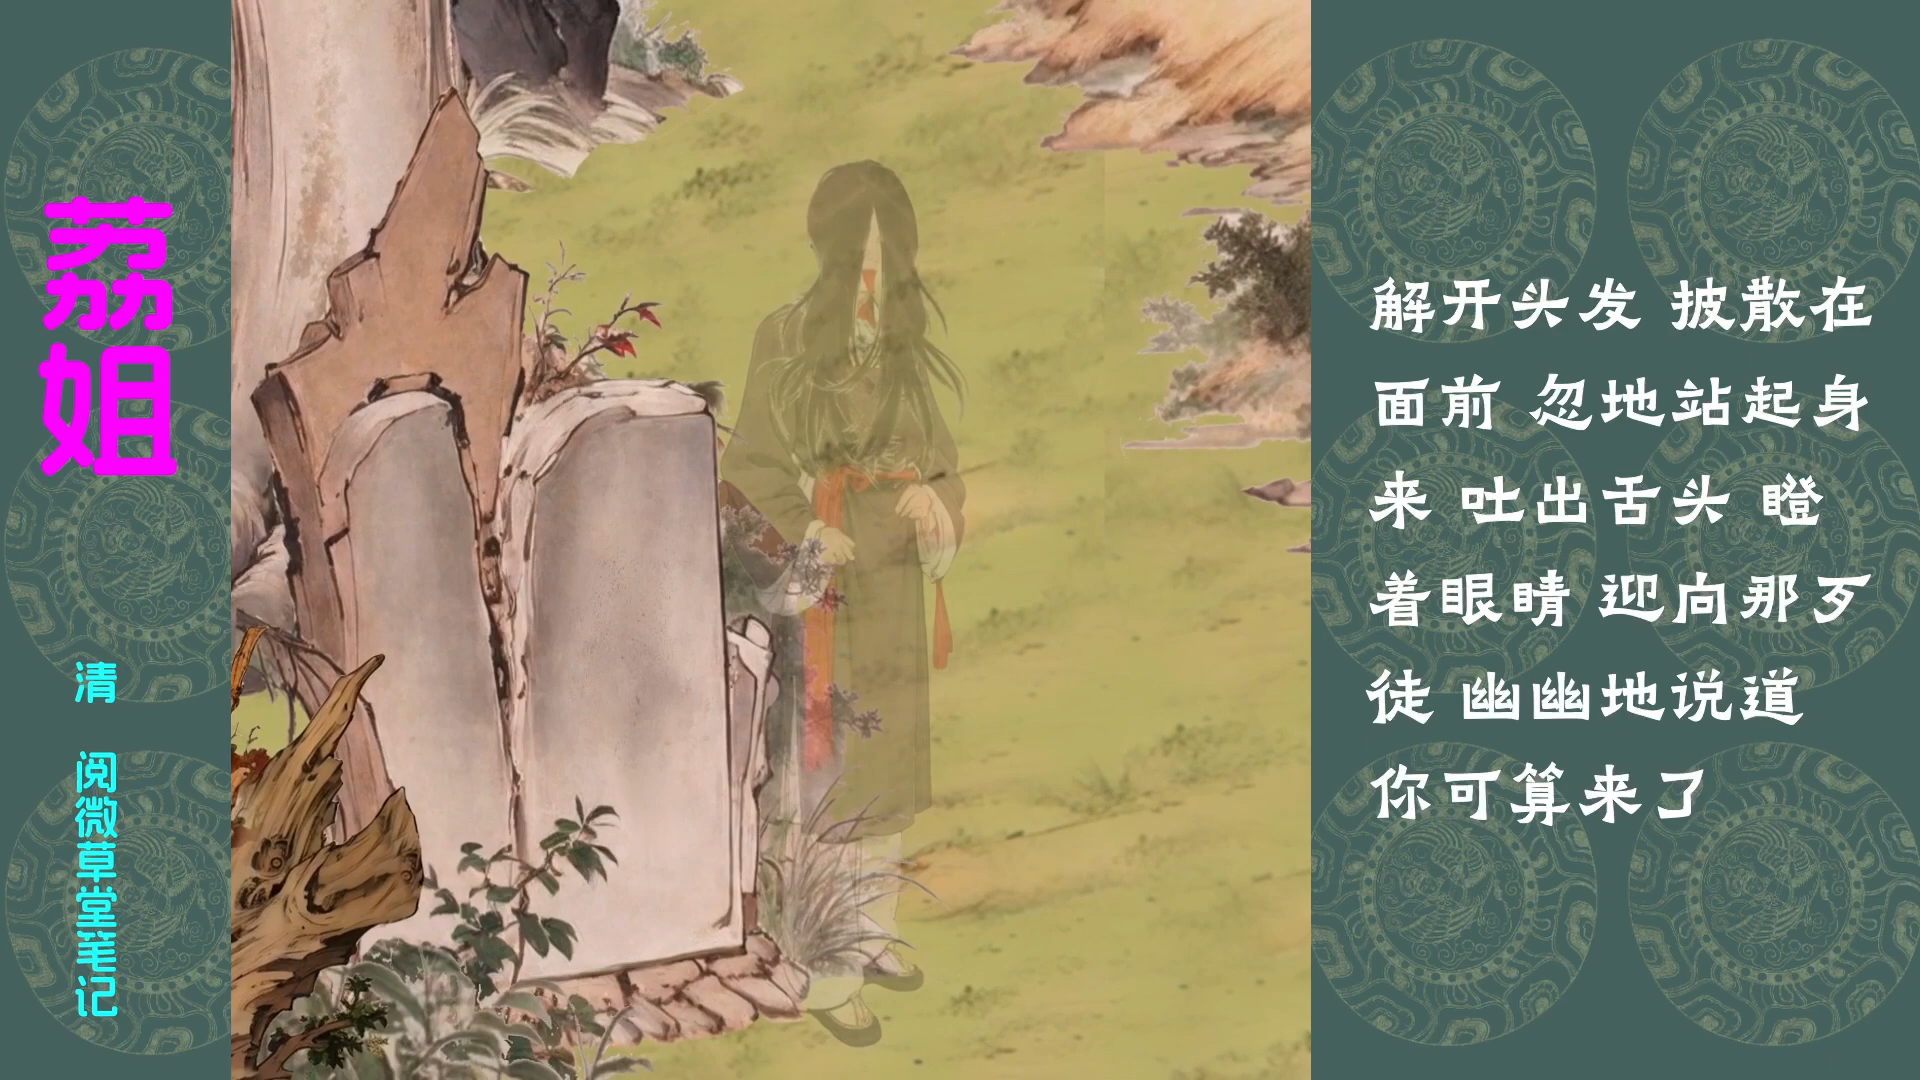 荔姐
清 阅微草堂笔记
解开头发 披散在
面前 忽地站起身
来 吐出舌头 瞪
着眼睛 迎向那歹
徒 幽幽地说道
你可算来了